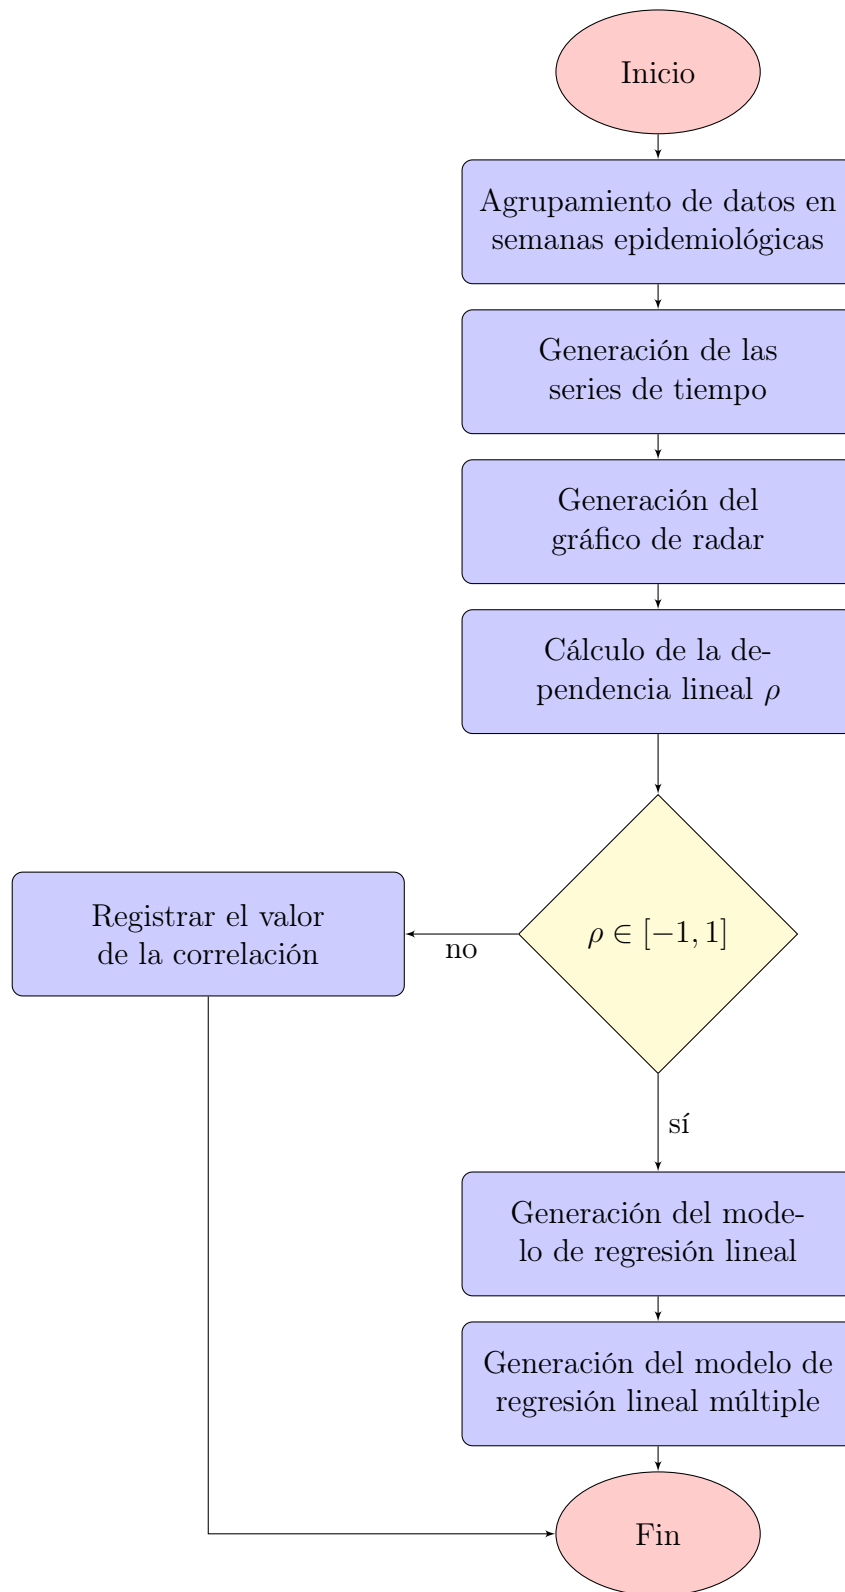 Inicio
Agrupamiento de datos en
semanas epidemiológicas
Generación de las
series de tiempo
Generación del
gráfico de radar
Cálculo de la de-
pendencia lineal ρ
ρ ∈ [−1, 1]
no
Registrar el valor
de la correlación
sí
Generación del mode-
lo de regresión lineal
Generación del modelo de
regresión lineal múltiple
Fin